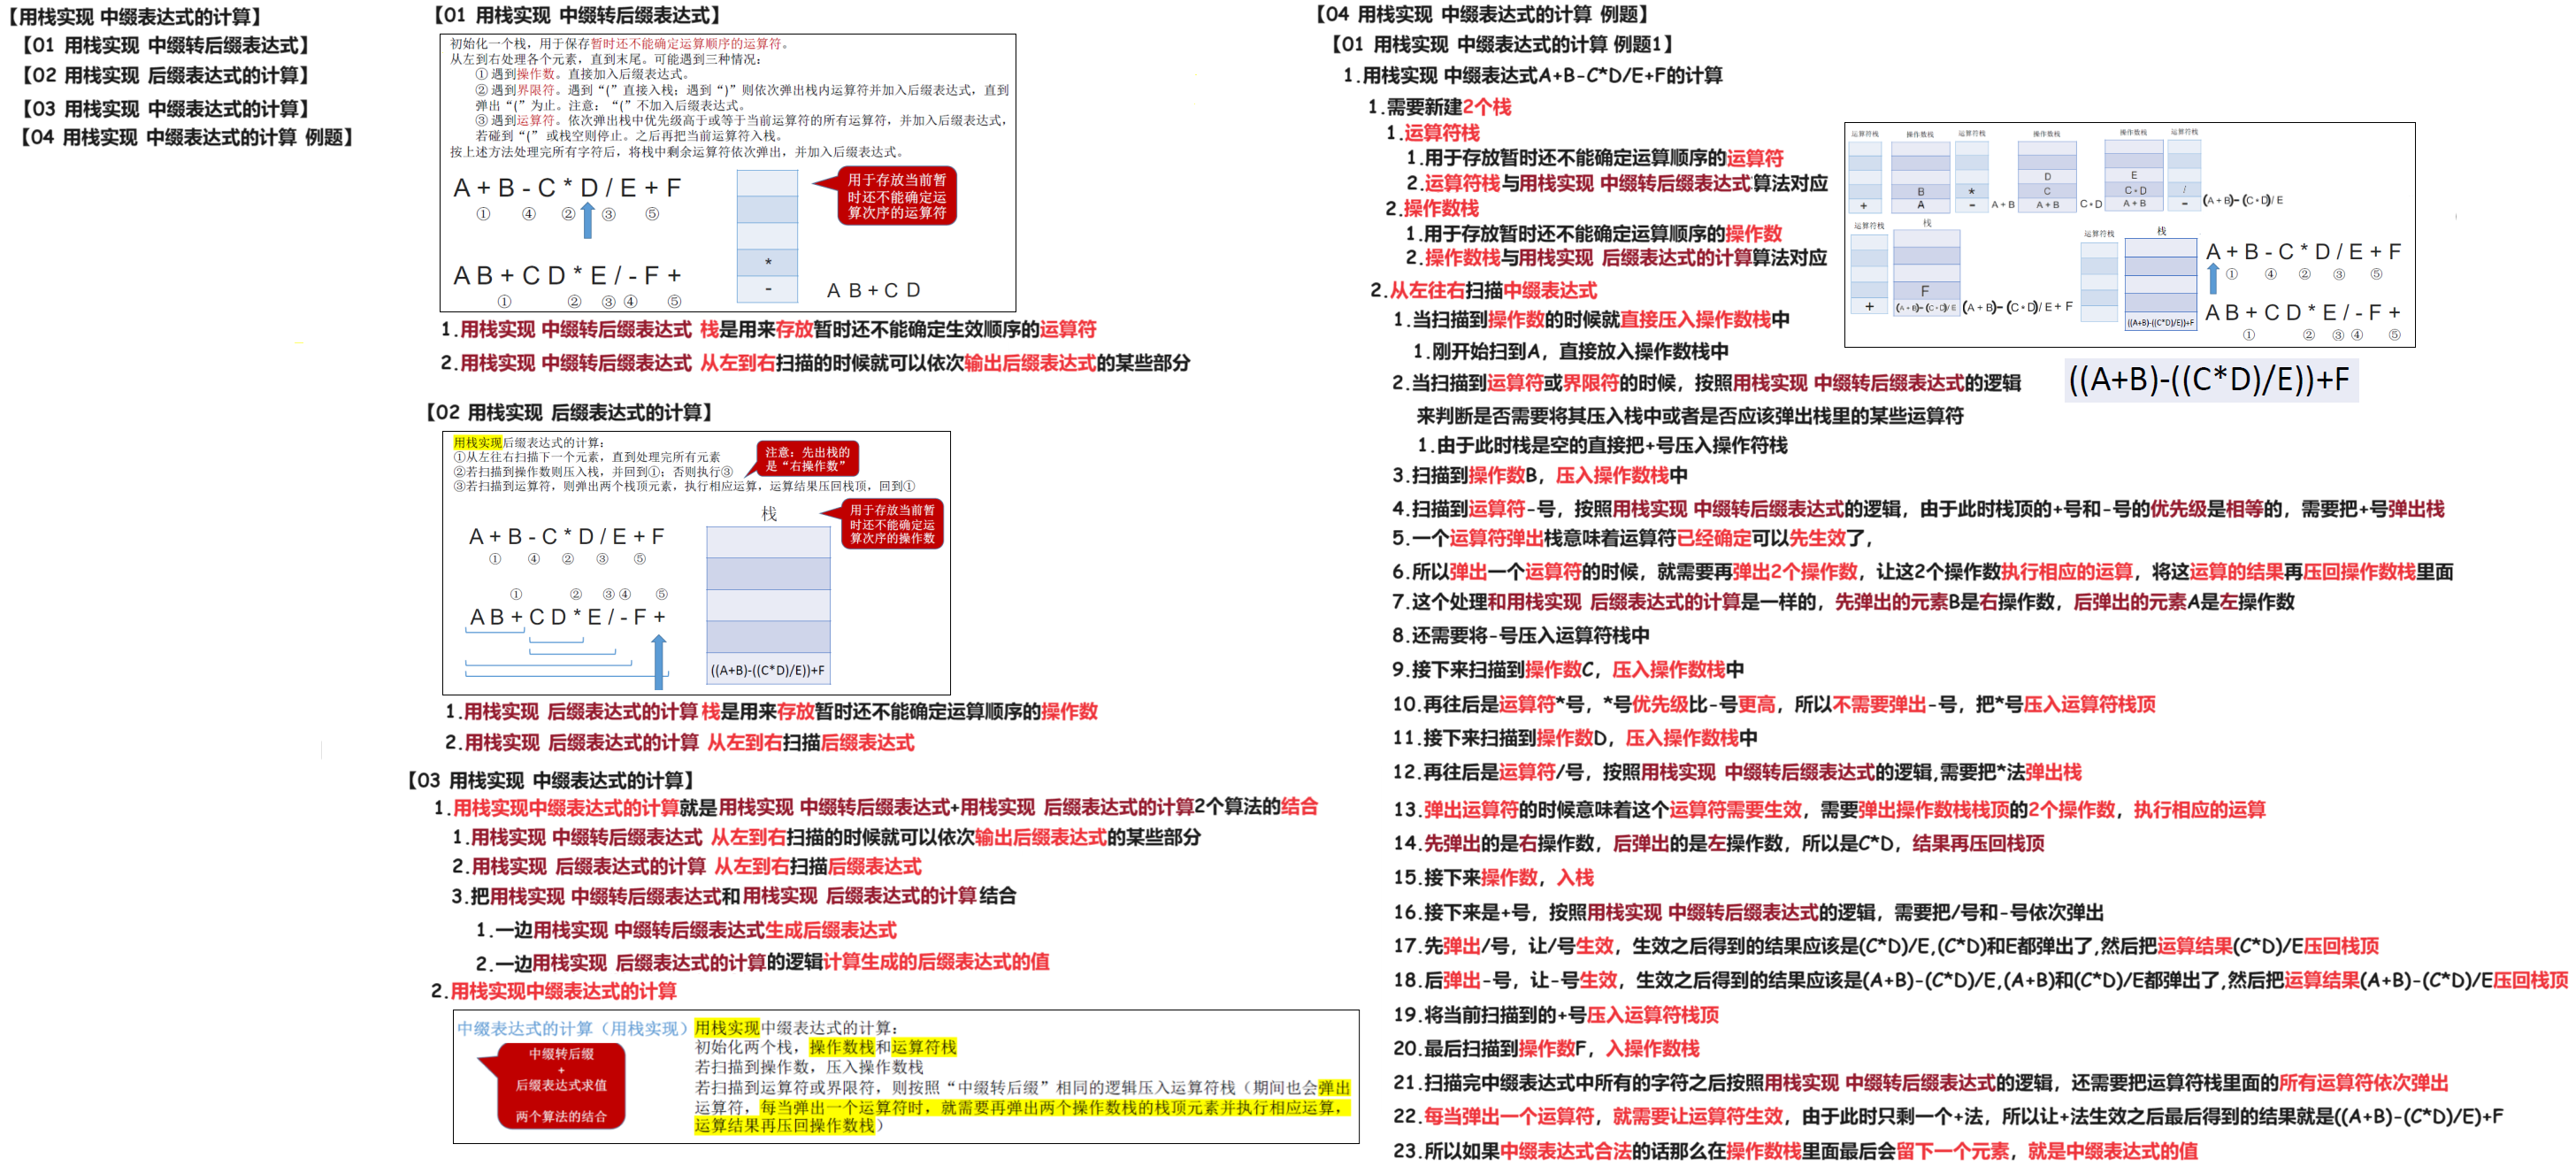 【用栈实现 中缀表达式的计算】
【01 用栈实现 中缀转后缀表达式】
【02 用栈实现 后缀表达式的计算】
【03 用栈实现 中缀表达式的计算】
【04 用栈实现 中缀表达式的计算 例题】
【01 用栈实现 中缀转后缀表达式】
初始化一个栈，用于保存暂时还不能确定运算顺序的运算符。
从左到右处理各个元素，直到末尾。可能遇到三种情况：
① 遇到操作数。直接加入后缀表达式。
② 遇到界限符。遇到“(”直接入栈；遇到“)”则依次弹出栈内运算符并加入后缀表达式，直到
弹出“(”为止。注意：“(”不加入后缀表达式。
③ 遇到运算符。依次弹出栈中优先级高于或等于当前运算符的所有运算符，并加入后缀表达式，
若碰到“(”或栈空则停止。之后再把当前运算符入栈。
按上述方法处理完所有字符后，将栈中剩余运算符依次弹出，并加入后缀表达式。
A + B - C * D / E + F
① ④ ② ③ ⑤
A B + C D * E / - F +
① ② ③ ④ ⑤
用于存放当前暂
时还不能确定运
算次序的运算符
*
-
A B + C D
1.用栈实现 中缀转后缀表达式 栈是用来存放暂时还不能确定生效顺序的运算符
2.用栈实现 中缀转后缀表达式 从左到右扫描的时候就可以依次输出后缀表达式的某些部分
【02 用栈实现 后缀表达式的计算】
用栈实现后缀表达式的计算：
①从左往右扫描下一个元素，直到处理完所有元素
②若扫描到操作数则压入栈，并回到①；否则执行③
③若扫描到运算符，则弹出两个栈顶元素，执行相应运算，运算结果压回栈顶，回到①
注意：先出栈的
是“右操作数”
A + B - C * D / E + F
① ④ ② ③ ⑤
① ② ③ ④ ⑤
A B + C D * E / - F +
栈
用于存放当前暂
时还不能确定运
算次序的操作数
((A+B)-((C*D)/E))+F
1.用栈实现 后缀表达式的计算 栈是用来存放暂时还不能确定运算顺序的操作数
2.用栈实现 后缀表达式的计算 从左到右扫描后缀表达式
【03 用栈实现 中缀表达式的计算】
1.用栈实现中缀表达式的计算就是用栈实现 中缀转后缀表达式+用栈实现 后缀表达式的计算2个算法的结合
1.用栈实现 中缀转后缀表达式 从左到右扫描的时候就可以依次输出后缀表达式的某些部分
2.用栈实现 后缀表达式的计算 从左到右扫描后缀表达式
3.把用栈实现 中缀转后缀表达式和用栈实现 后缀表达式的计算结合
1.一边用栈实现 中缀转后缀表达式生成后缀表达式
2.一边用栈实现 后缀表达式的计算的逻辑计算生成的后缀表达式的值
2.用栈实现中缀表达式的计算
中缀表达式的计算（用栈实现）
中缀转后缀
+
后缀表达式求值
两个算法的结合
用栈实现中缀表达式的计算：
初始化两个栈，操作数栈和运算符栈
若扫描到操作数，压入操作数栈
若扫描到运算符或界限符，则按照“中缀转后缀”相同的逻辑压入运算符栈（期间也会弹出
运算符，每当弹出一个运算符时，就需要再弹出两个操作数栈的栈顶元素并执行相应运算，
运算结果再压回操作数栈）
【04 用栈实现 中缀表达式的计算 例题】
【01 用栈实现 中缀表达式的计算 例题1】
1.用栈实现 中缀表达式A+B-C*D/E+F的计算
1.需要新建2个栈
1.运算符栈
1.用于存放暂时还不能确定运算顺序的运算符
2.运算符栈与用栈实现 中缀转后缀表达式算法对应
2.操作数栈
1.用于存放暂时还不能确定运算顺序的操作数
2.操作数栈与用栈实现 后缀表达式的计算算法对应
运算符栈 操作数栈 运算符栈 操作数栈 操作数栈 运算符栈
D E
B * C C*D /
+ A - A+B A+B C*D A+B - (A+B)-(C*D)/E
运算符栈 栈
F
+ (A+B)-(C*D)/E (A+B)-(C*D)/E+F
运算符栈 栈
((A+B)-((C*D)/E))+F
A + B - C * D / E + F
① ④ ② ③ ⑤
A B + C D * E / - F +
① ② ③ ④ ⑤
((A+B)-((C*D)/E))+F
2.从左往右扫描中缀表达式
1.当扫描到操作数的时候就直接压入操作数栈中
1.刚开始扫到A，直接放入操作数栈中
2.当扫描到运算符或界限符的时候，按照用栈实现 中缀转后缀表达式的逻辑
来判断是否需要将其压入栈中或者是否应该弹出栈里的某些运算符
1.由于此时栈是空的直接把+号压入操作符栈
3.扫描到操作数B，压入操作数栈中
4.扫描到运算符-号，按照用栈实现 中缀转后缀表达式的逻辑，由于此时栈顶的+号和-号的优先级是相等的，需要把+号弹出栈
5.一个运算符弹出栈意味着运算符已经确定可以先生效了，
6.所以弹出一个运算符的时候，就需要再弹出2个操作数，让这2个操作数执行相应的运算，将这运算的结果再压回操作数栈里面
7.这个处理和用栈实现 后缀表达式的计算是一样的，先弹出的元素B是右操作数，后弹出的元素A是左操作数
8.还需要将-号压入运算符栈中
9.接下来扫描到操作数C，压入操作数栈中
10.再往后是运算符*号，*号优先级比-号更高，所以不需要弹出-号，把*号压入运算符栈顶
11.接下来扫描到操作数D，压入操作数栈中
12.再往后是运算符/号，按照用栈实现 中缀转后缀表达式的逻辑,需要把*法弹出栈
13.弹出运算符的时候意味着这个运算符需要生效，需要弹出操作数栈栈顶的2个操作数，执行相应的运算
14.先弹出的是右操作数，后弹出的是左操作数，所以是C*D，结果再压回栈顶
15.接下来操作数，入栈
16.接下来是+号，按照用栈实现 中缀转后缀表达式的逻辑，需要把/号和-号依次弹出
17.先弹出/号，让/号生效，生效之后得到的结果应该是(C*D)/E,(C*D)和E都弹出了,然后把运算结果(C*D)/E压回栈顶
18.后弹出-号，让-号生效，生效之后得到的结果应该是(A+B)-(C*D)/E,(A+B)和(C*D)/E都弹出了,然后把运算结果(A+B)-(C*D)/E压回栈顶
19.将当前扫描到的+号压入运算符栈顶
20.最后扫描到操作数F，入操作数栈
21.扫描完中缀表达式中所有的字符之后按照用栈实现 中缀转后缀表达式的逻辑，还需要把运算符栈里面的所有运算符依次弹出
22.每当弹出一个运算符，就需要让运算符生效，由于此时只剩一个+法，所以让+法生效之后最后得到的结果就是((A+B)-(C*D)/E)+F
23.所以如果中缀表达式合法的话那么在操作数栈里面最后会留下一个元素，就是中缀表达式的值